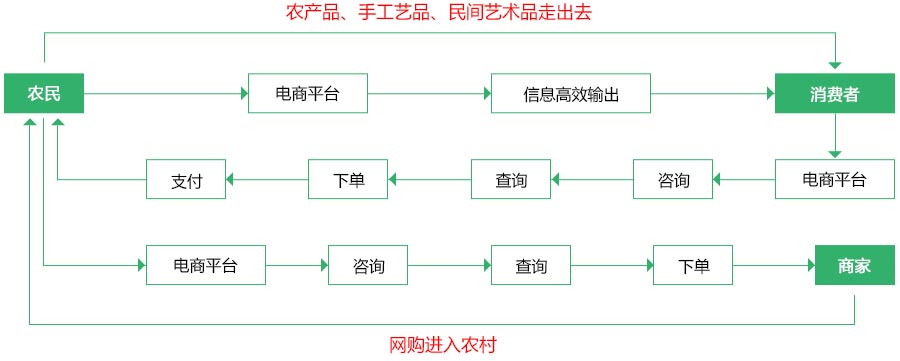 农产品、手工艺品、民间艺术品走出去
农民
电商平台
信息高效输出
消费者
支付
下单
查询
咨询
电商平台
电商平台
咨询
查询
下单
商家
网购进入农村